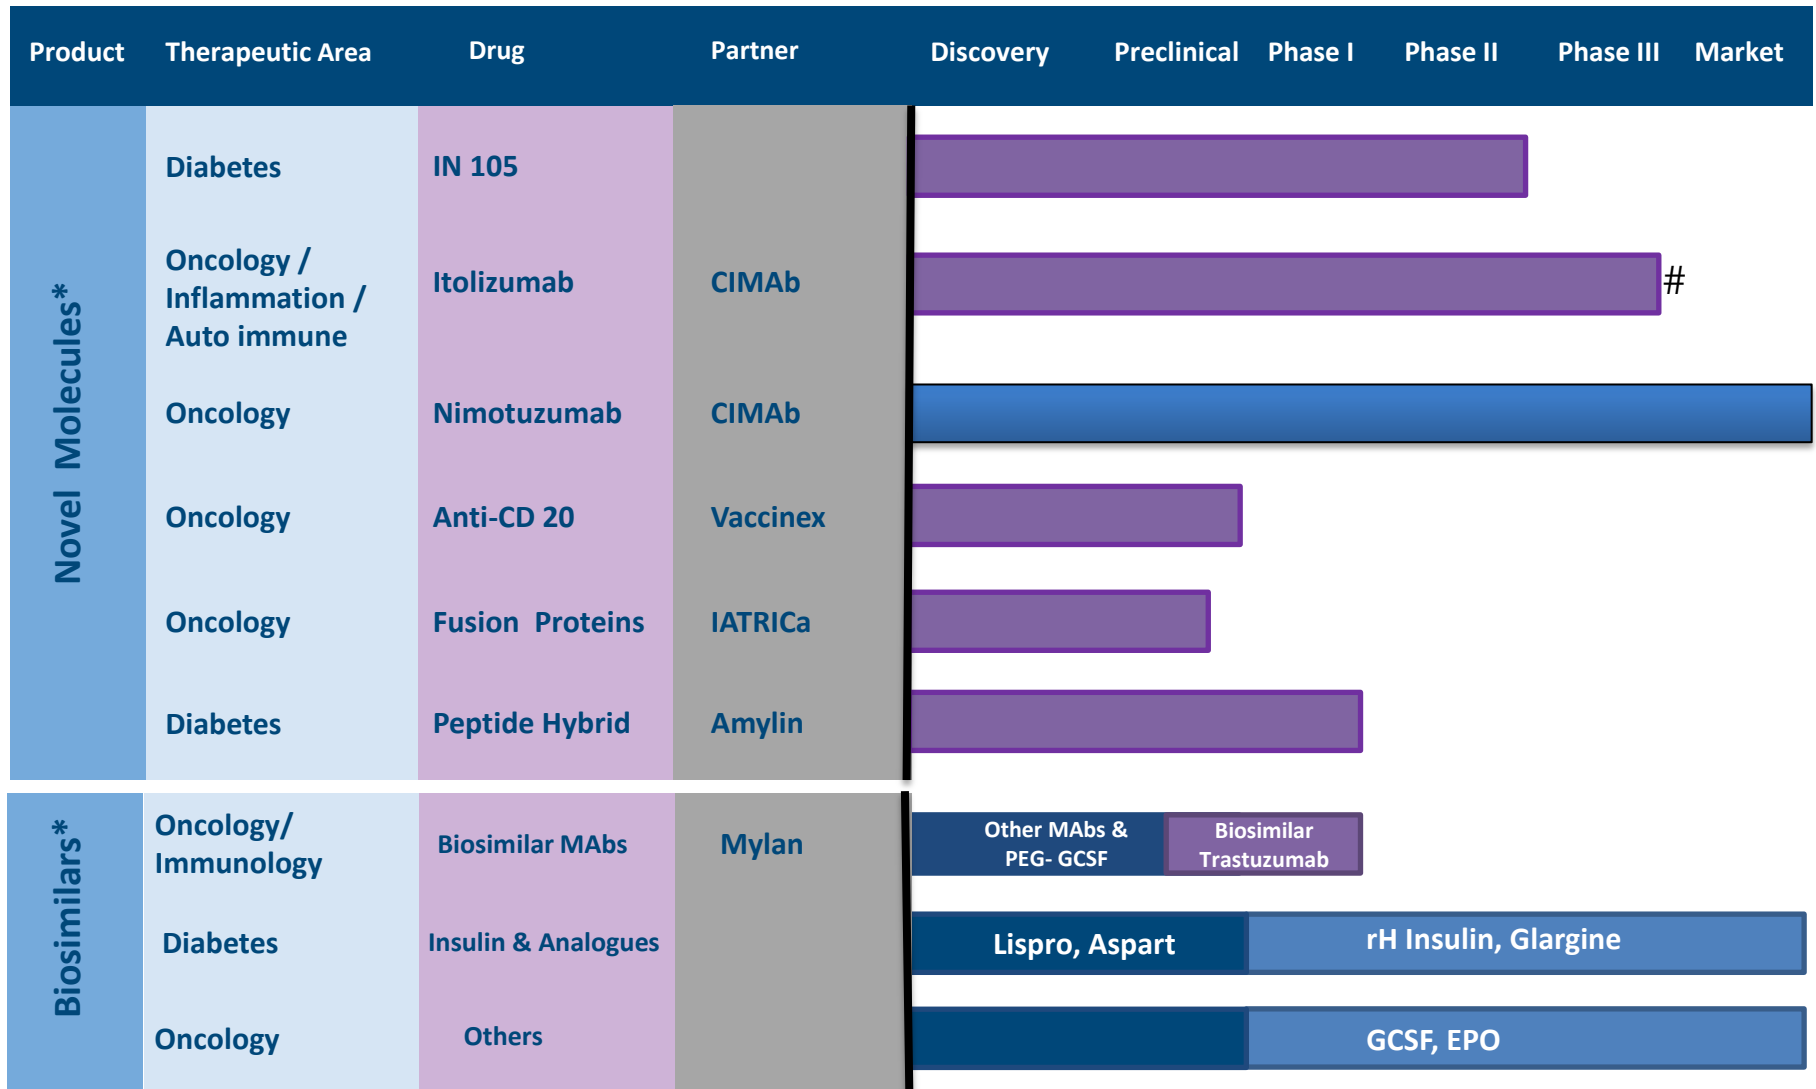 Product Therapeutic Area Drug Partner Discovery Preclinical Phase I Phase II Phase III Market
Novel Molecules*
Diabetes IN 105
Oncology /
Inflammation /
Auto immune
Itolizumab CIMAb #
Oncology Nimotuzumab CIMAb
Oncology Anti-CD 20 Vaccinex
Oncology Fusion Proteins IATRICa
Diabetes Peptide Hybrid Amylin
Biosimilars*
Oncology/
Immunology
Biosimilar MAbs Mylan
Other MAbs &
PEG- GCSF
Biosimilar
Trastuzumab
Diabetes Insulin & Analogues Lispro, Aspart rH Insulin, Glargine
Oncology Others GCSF, EPO